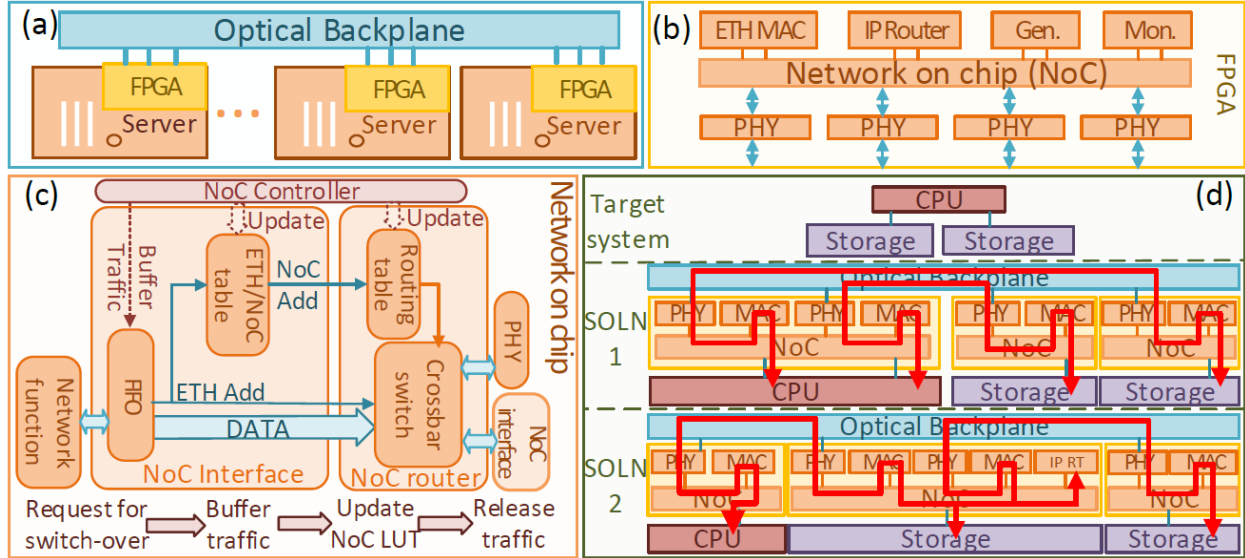 (a)
Optical Backplane
FPGA
FPGA
FPGA
Server
Server
Server
(b)
ETH MAC
IP Router
Gen.
Mon.
Network on chip (NoC)
PHY
PHY
PHY
PHY
FPGA
(c)
NoC Controller
Update
Update
Buffer
Traffic
ETH/NoC
table
NoC
Add
Routing
table
Network on chip
PHY
FIFO
Network
function
ETH Add
DATA
Crossbar
switch
NoC
interface
NoC Interface
NoC router
Request for
switch-over
Buffer
traffic
Update
NoC LUT
Release
traffic
(d)
Target
system
CPU
Storage
Storage
Optical Backplane
SOLN
1
PHY
MAC
PHY
MAC
PHY
MAC
PHY
MAC
NoC
NoC
NoC
CPU
Storage
Storage
Optical Backplane
SOLN
2
PHY
MAC
PHY
MAC
PHY
MAC
IP RT
PHY
MAC
NoC
NoC
NoC
CPU
Storage
Storage